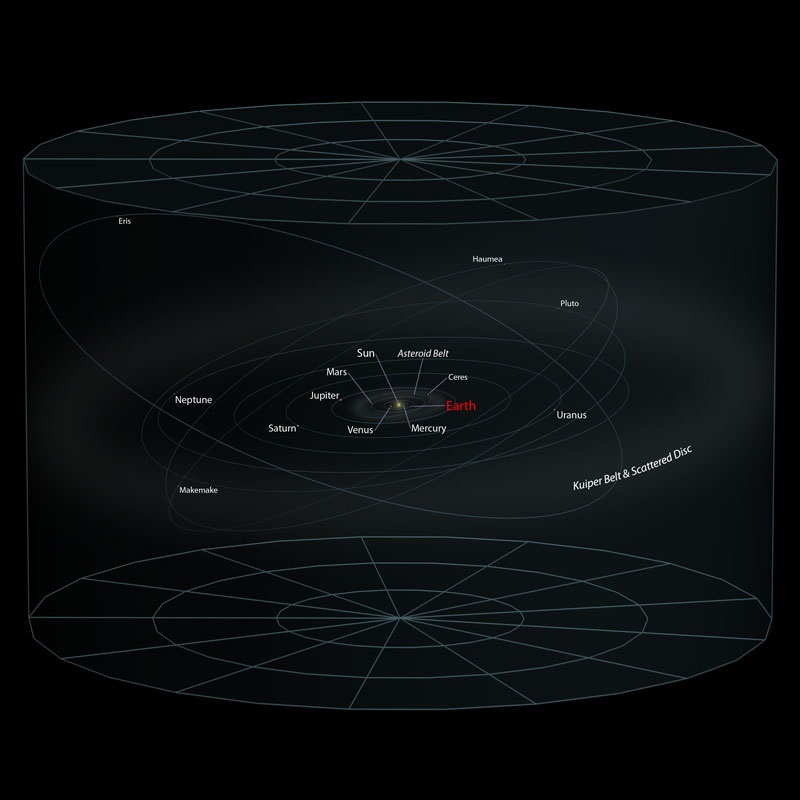 Eris
Haumea
Pluto
Sun
Asteroid Belt
Mars
Ceres
Jupiter
Neptune
Earth
Uranus
Saturn
Venus
Mercury
Kuiper Belt & Scattered Disc
Makemake